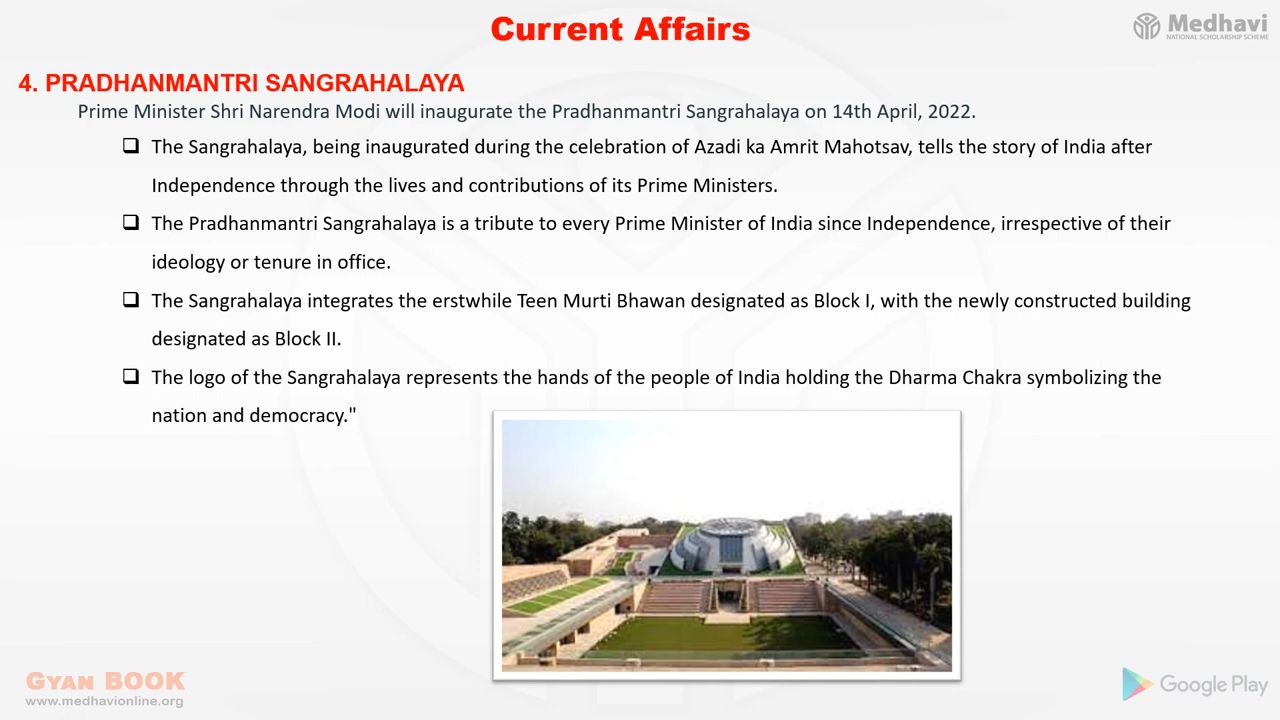 Current Affairs
Medhavi
NATIONAL SCHOLARSHIP SCHEME
4. PRADHANMANTRI SANGRAHALAYA
Prime Minister Shri Narendra Modi will inaugurate the Pradhanmantri Sangrahalaya on 14th April, 2022.
❑ The Sangrahalaya, being inaugurated during the celebration of Azadi ka Amrit Mahotsav, tells the story of India after
Independence through the lives and contributions of its Prime Ministers.
❑ The Pradhanmantri Sangrahalaya is a tribute to every Prime Minister of India since Independence, irrespective of their
ideology or tenure in office.
❑ The Sangrahalaya integrates the erstwhile Teen Murti Bhawan designated as Block I, with the newly constructed building
designated as Block II.
❑ The logo of the Sangrahalaya represents the hands of the people of India holding the Dharma Chakra symbolizing the
nation and democracy."
GYAN BOOK
www.medhavionline.org
Google Play